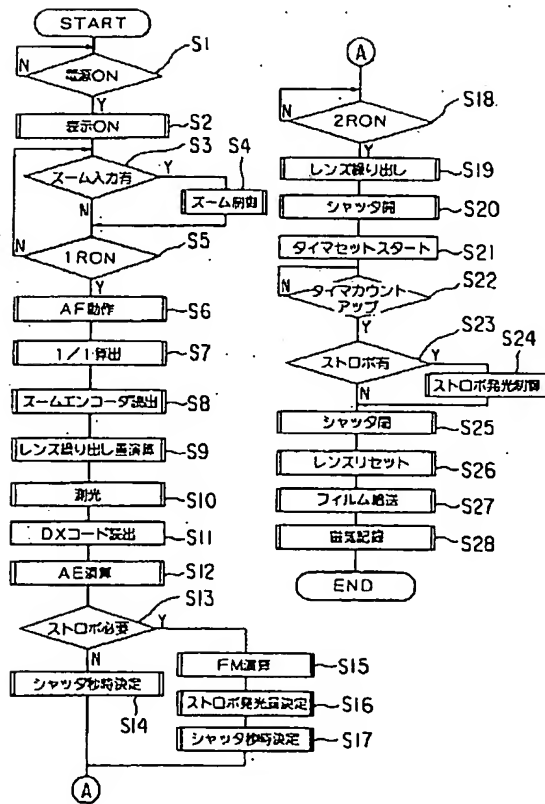 START
電源ON
S1
N
Y
表示ON
S2
S3
ズーム入力有
Y
S4
N
ズーム制御
1RON
S5
N
Y
AF動作
S6
1/l算出
S7
ズームエンコーダ読出
S8
レンズ繰り出し量演算
S9
測光
S10
DXコード読出
S11
AE演算
S12
S13
ストロボ必要
Y
N
シャッタ秒時決定
S14
FM演算
S15
ストロボ発光量決定
S16
シャッタ秒時決定
S17
A
A
2RON
S18
N
Y
レンズ繰り出し
S19
シャッタ開
S20
タイマセットスタート
S21
S22
N
タイマカウント
アップ
Y
S23
ストロボ有
Y
S24
N
ストロボ発光制御
シャッタ閉
S25
レンズリセット
S26
フィルム給送
S27
磁気記録
S28
END